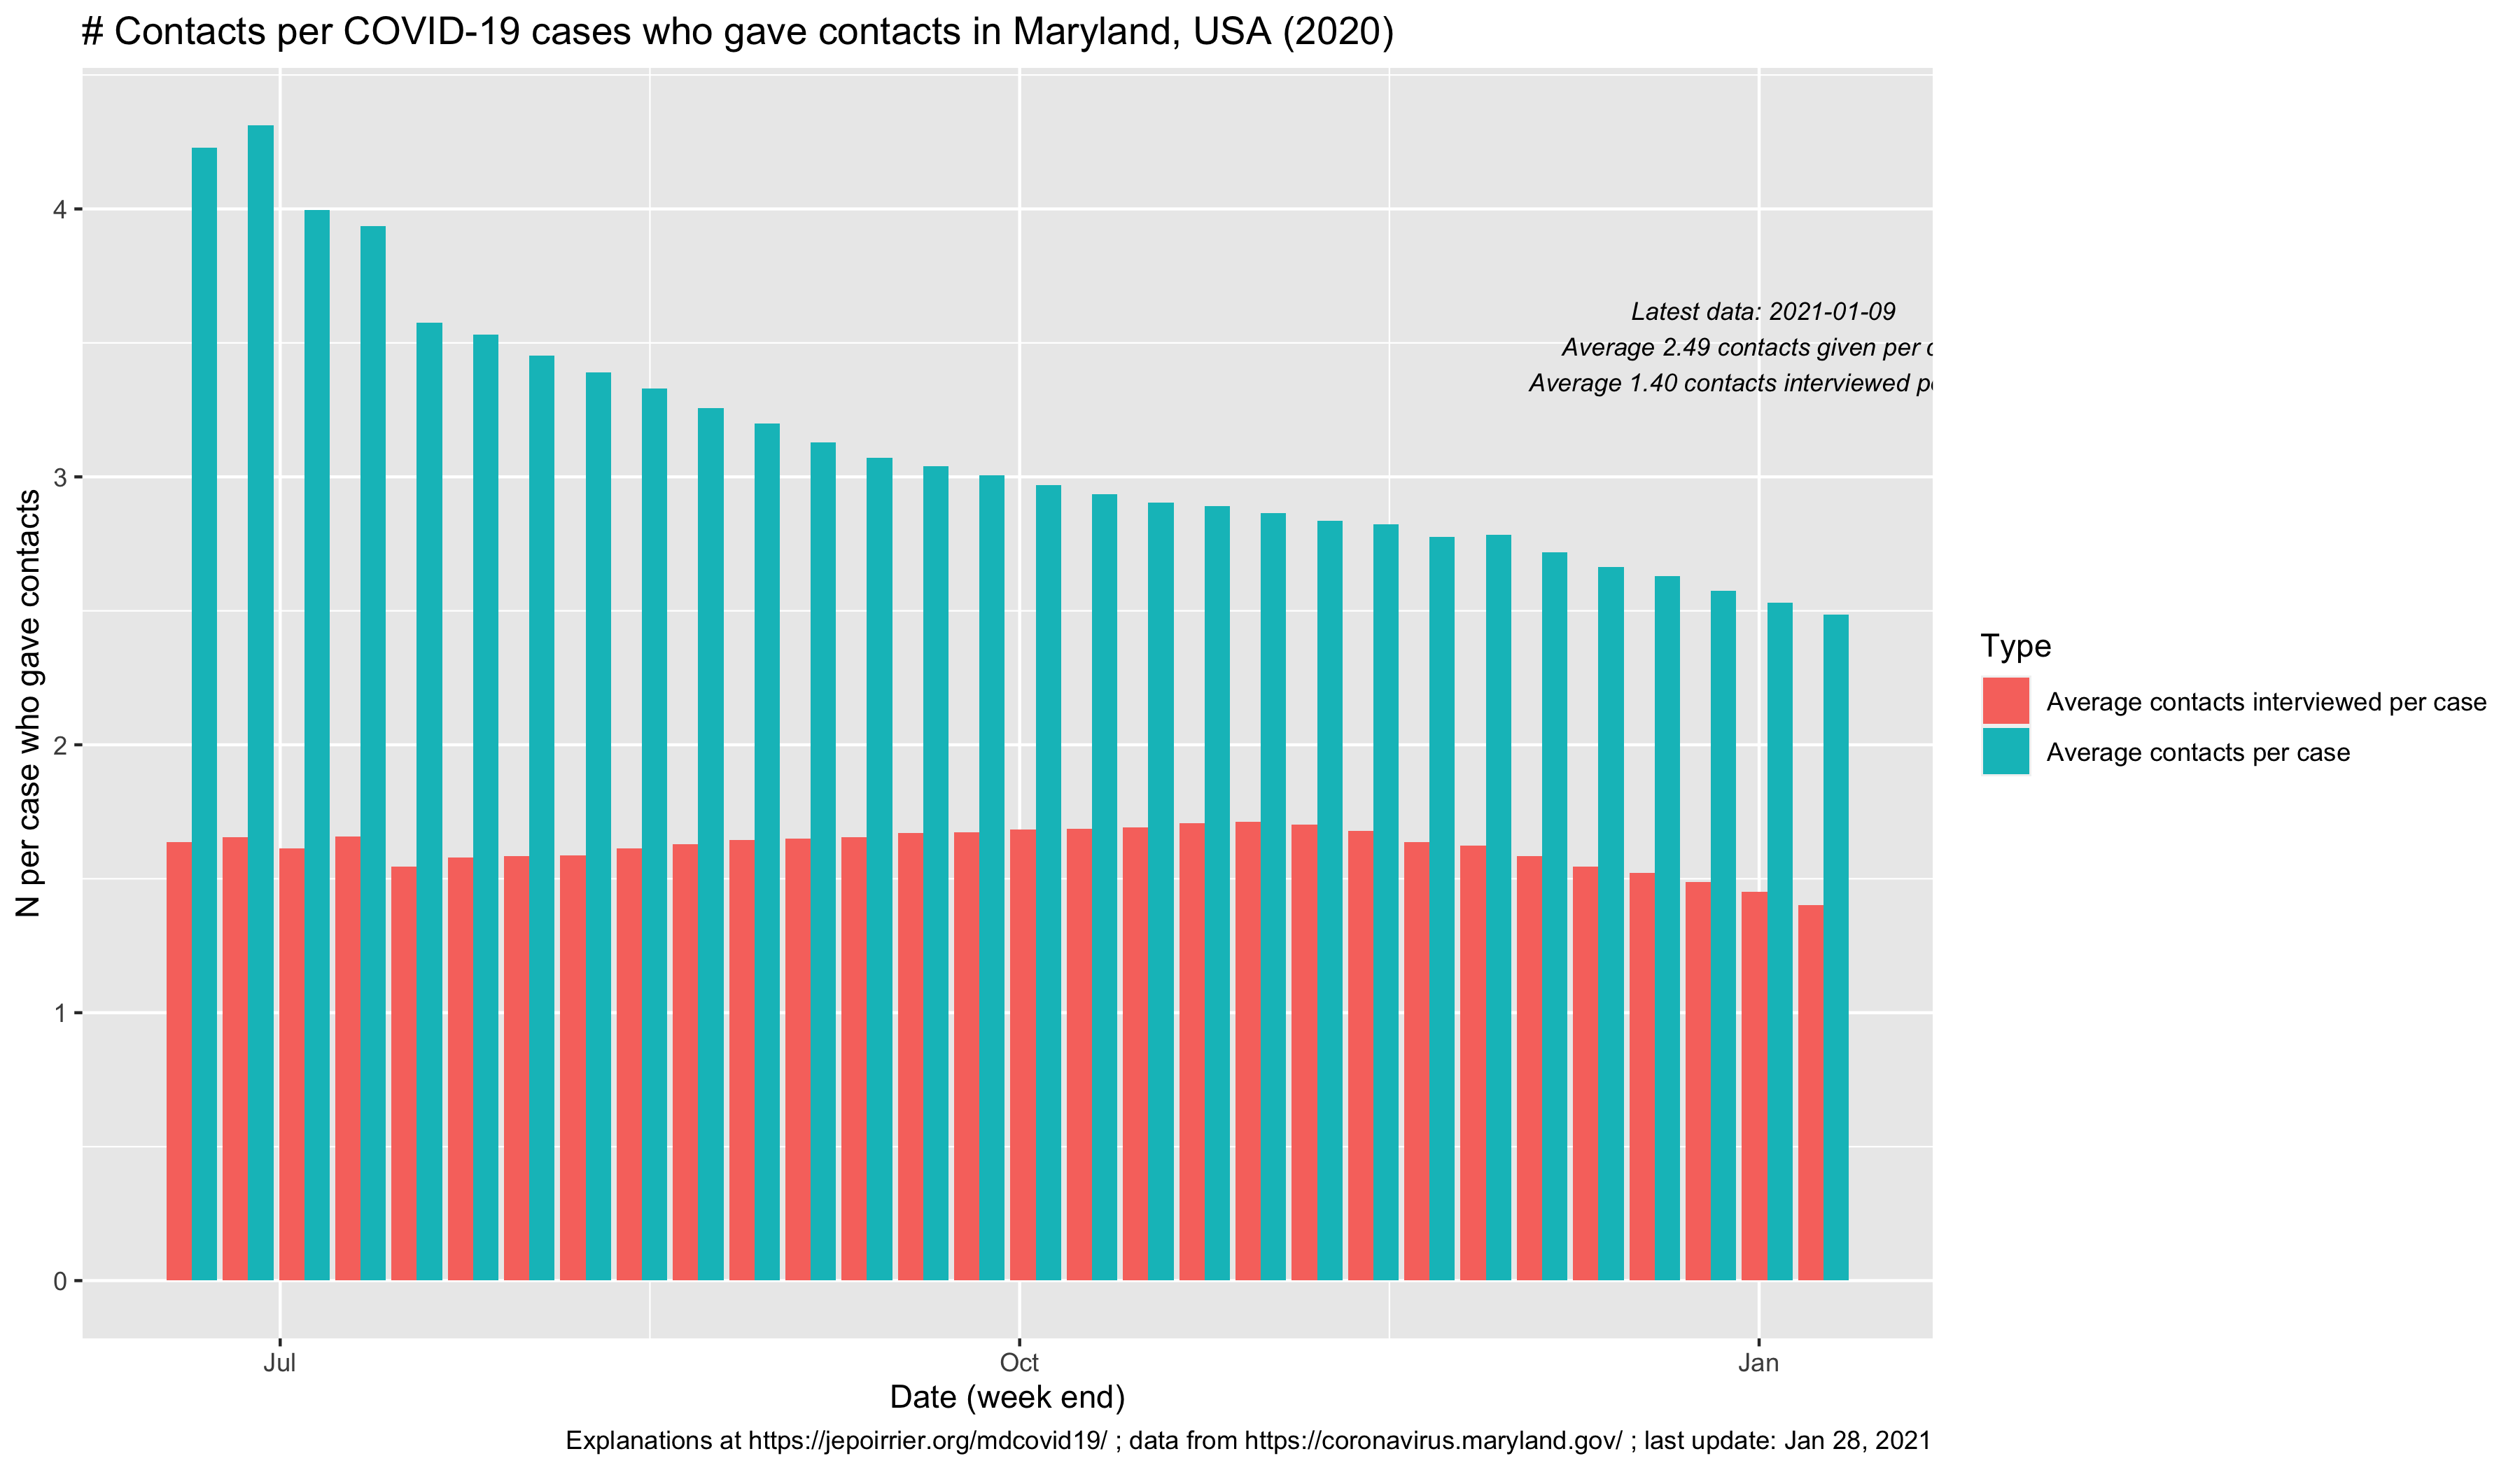 # Contacts per COVID-19 cases who gave contacts in Maryland, USA (2020)
N per case who gave contacts
4
3
2
1
0
Latest data: 2021-01-09
Average 2.49 contacts given per
Average 1.40 contacts interviewed
Type
Average contacts interviewed per case
Average contacts per case
Jul
Oct
Jan
Date (week end)
Explanations at https://jepoirrier.org/mdcovid19/ ; data from https://coronavirus.maryland.gov/ ; last update: Jan 28, 2021